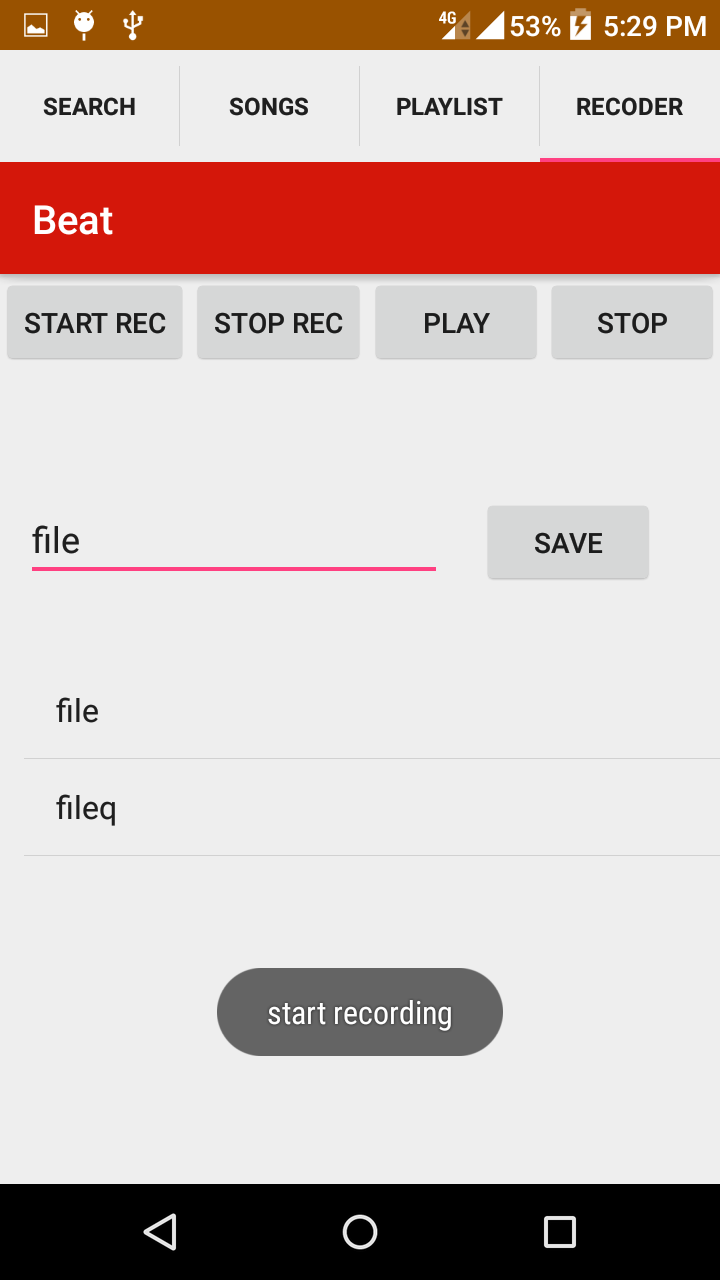 4G 53% 5:29 PM
SEARCH SONGS PLAYLIST RECODER
Beat
START REC STOP REC PLAY STOP
file SAVE
file
fileq
start recording